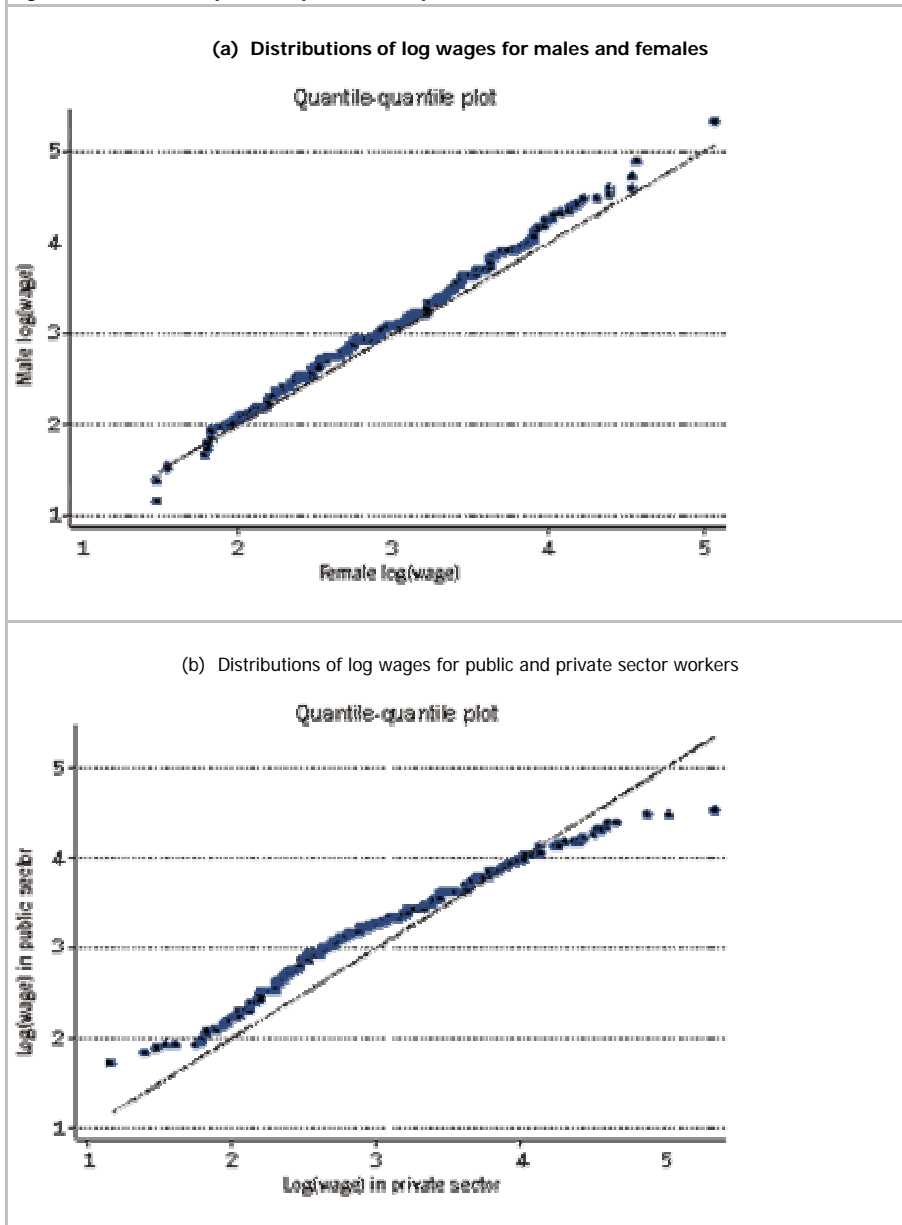 (a) Distributions of log wages for males and females
Quantile-quantile plot
5
4
3
2
1
Male log(wage)
1 2 3 4 5
Female log(wage)
(b) Distributions of log wages for public and private sector workers
Quantile-quantile plot
5
4
3
2
1
Log(wage) in public sector
1 2 3 4 5
Log(wage) in private sector